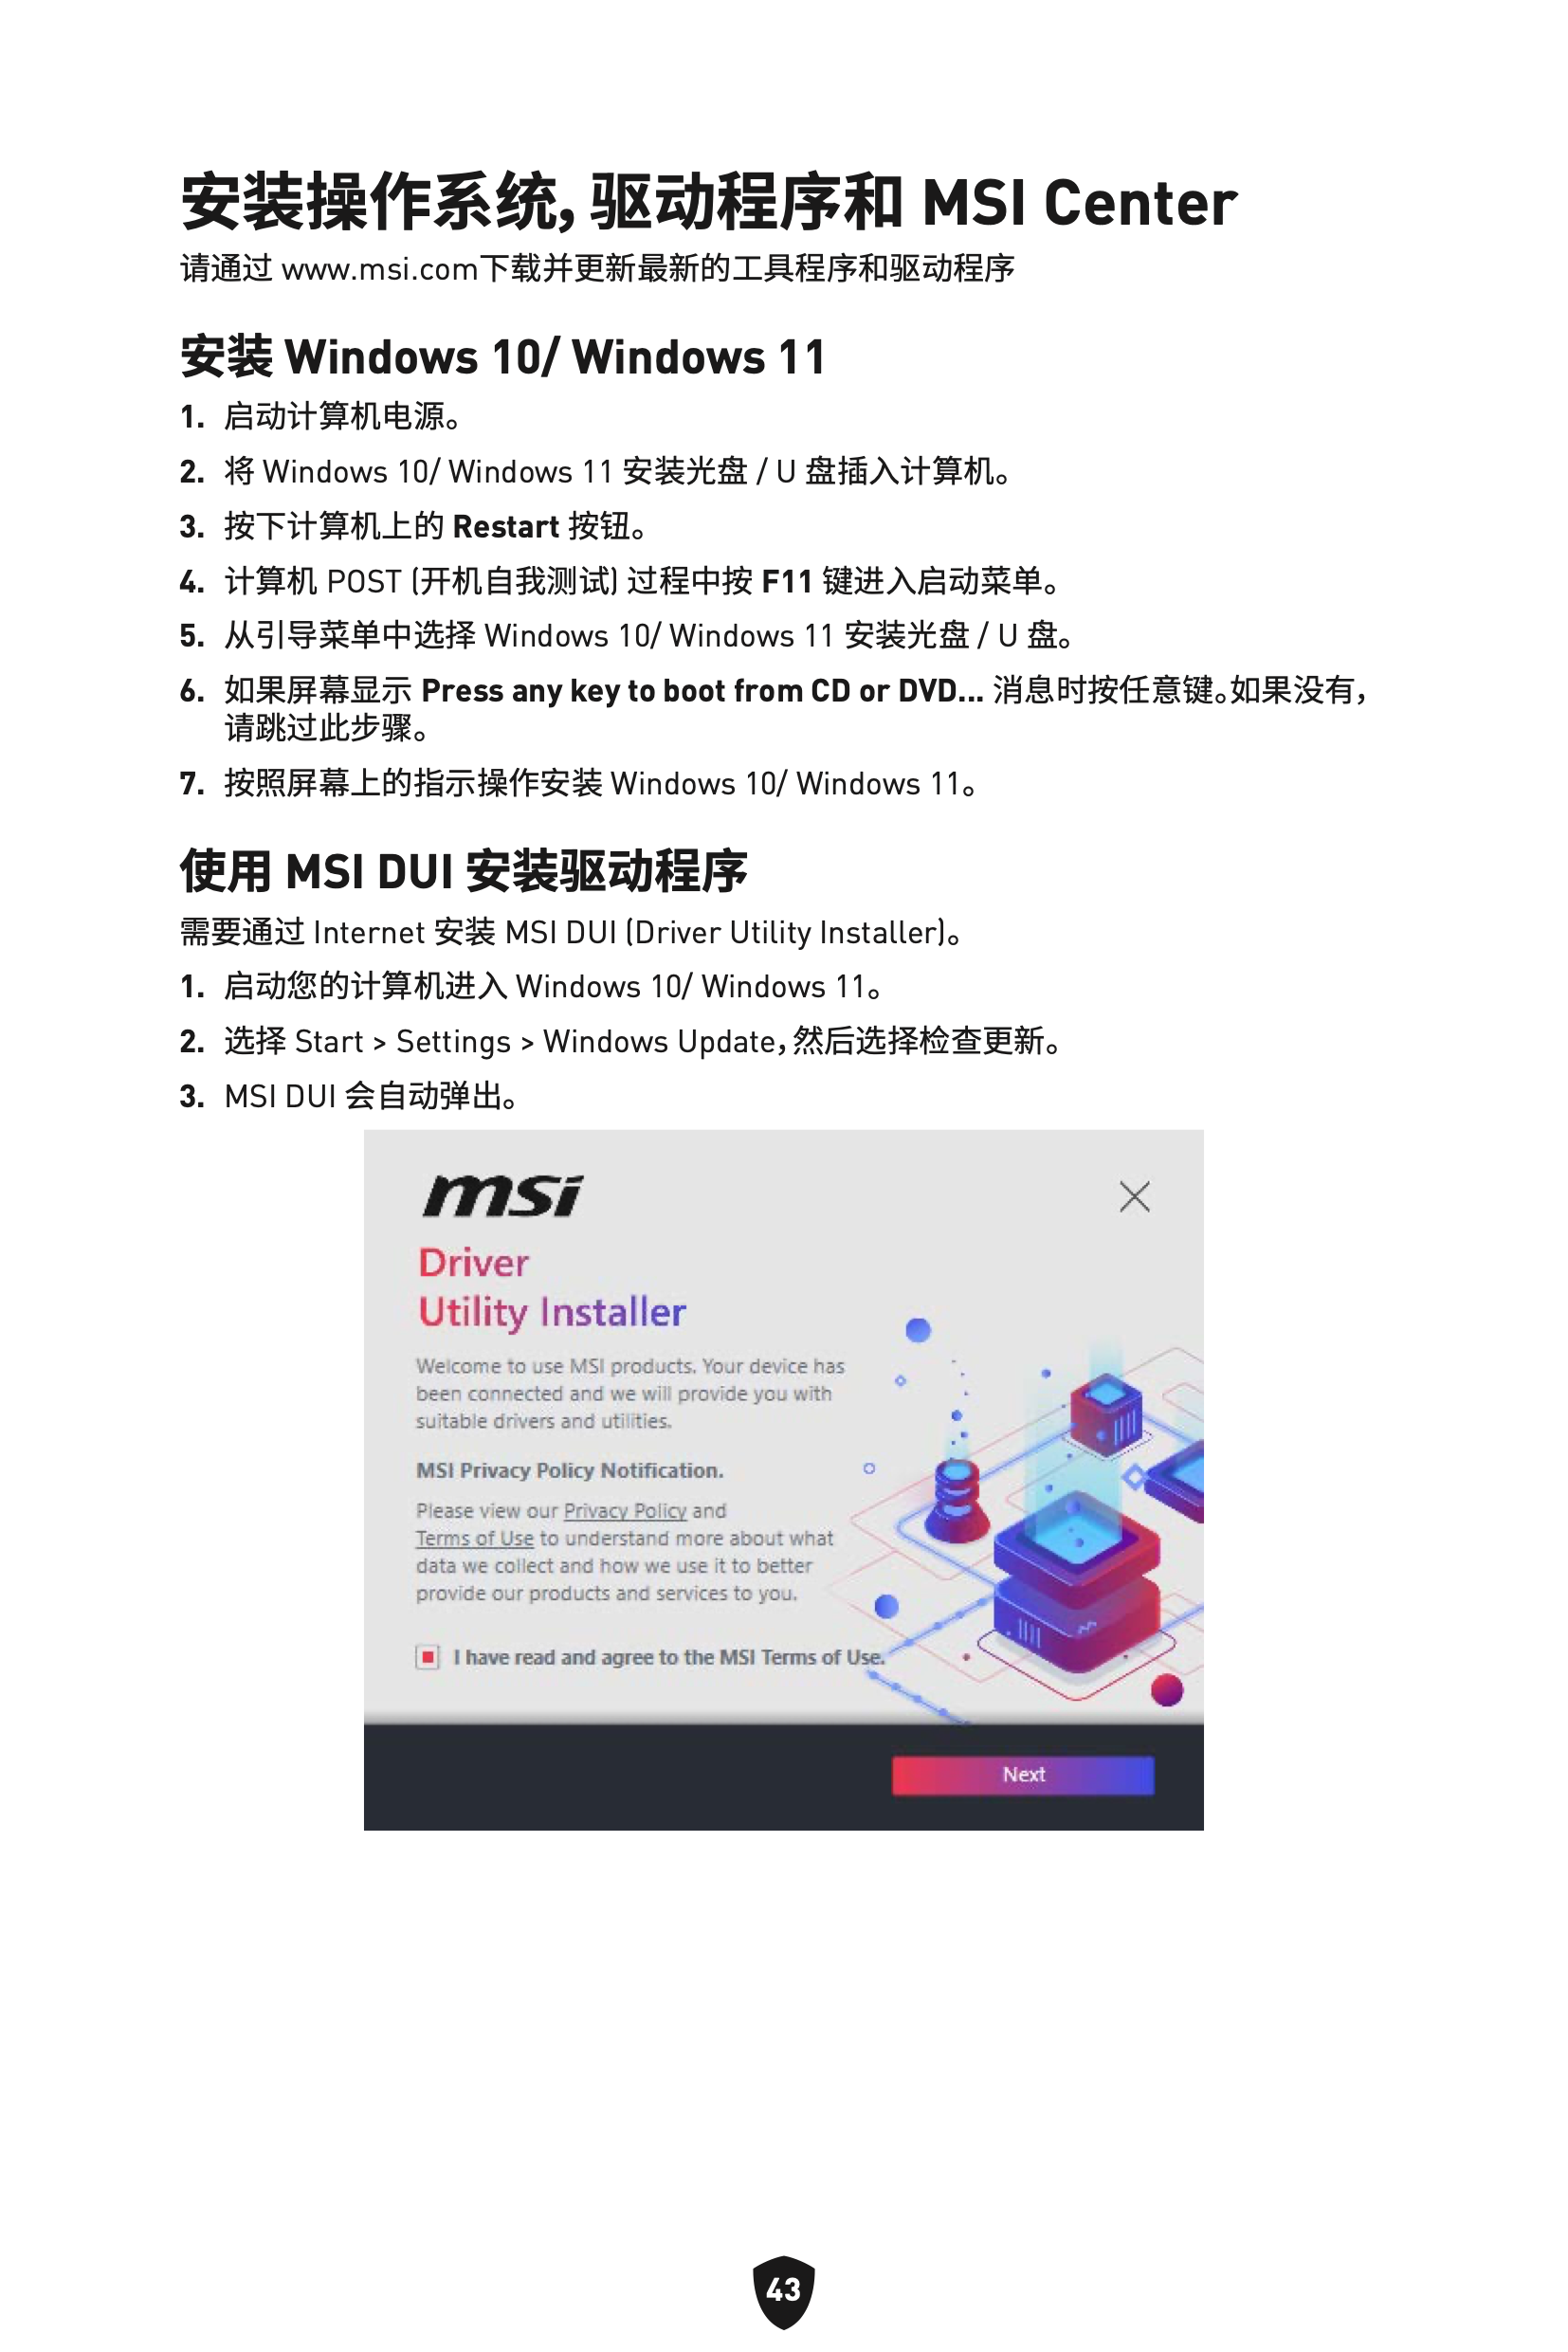 安装操作系统，驱动程序和 MSI Center
请通过 www.msi.com下载并更新最新的工具程序和驱动程序
安装 Windows 10/ Windows 11
1. 启动计算机电源。
2. 将 Windows 10/ Windows 11 安装光盘 / U 盘插入计算机。
3. 按下计算机上的 Restart 按钮。
4. 计算机 POST (开机自我测试) 过程中按 F11 键进入启动菜单。
5. 从引导菜单中选择 Windows 10/ Windows 11 安装光盘 / U 盘。
6. 如果屏幕显示 Press any key to boot from CD or DVD... 消息时按任意键。如果没有，
请跳过此步骤。
7. 按照屏幕上的指示操作安装 Windows 10/ Windows 11。
使用 MSI DUI 安装驱动程序
需要通过 Internet 安装 MSI DUI (Driver Utility Installer)。
1. 启动您的计算机进入 Windows 10/ Windows 11。
2. 选择 Start > Settings > Windows Update，然后选择检查更新。
3. MSI DUI 会自动弹出。
msi
Driver
Utility Installer
Welcome to use MSI products. Your device has
been connected and we will provide you with
suitable drivers and utilities.
MSI Privacy Policy Notification.
Please view our Privacy Policy and
Terms of Use to understand more about what
data we collect and how we use it to better
provide our products and services to you.
I have read and agree to the MSI Terms of Use.
Next
43